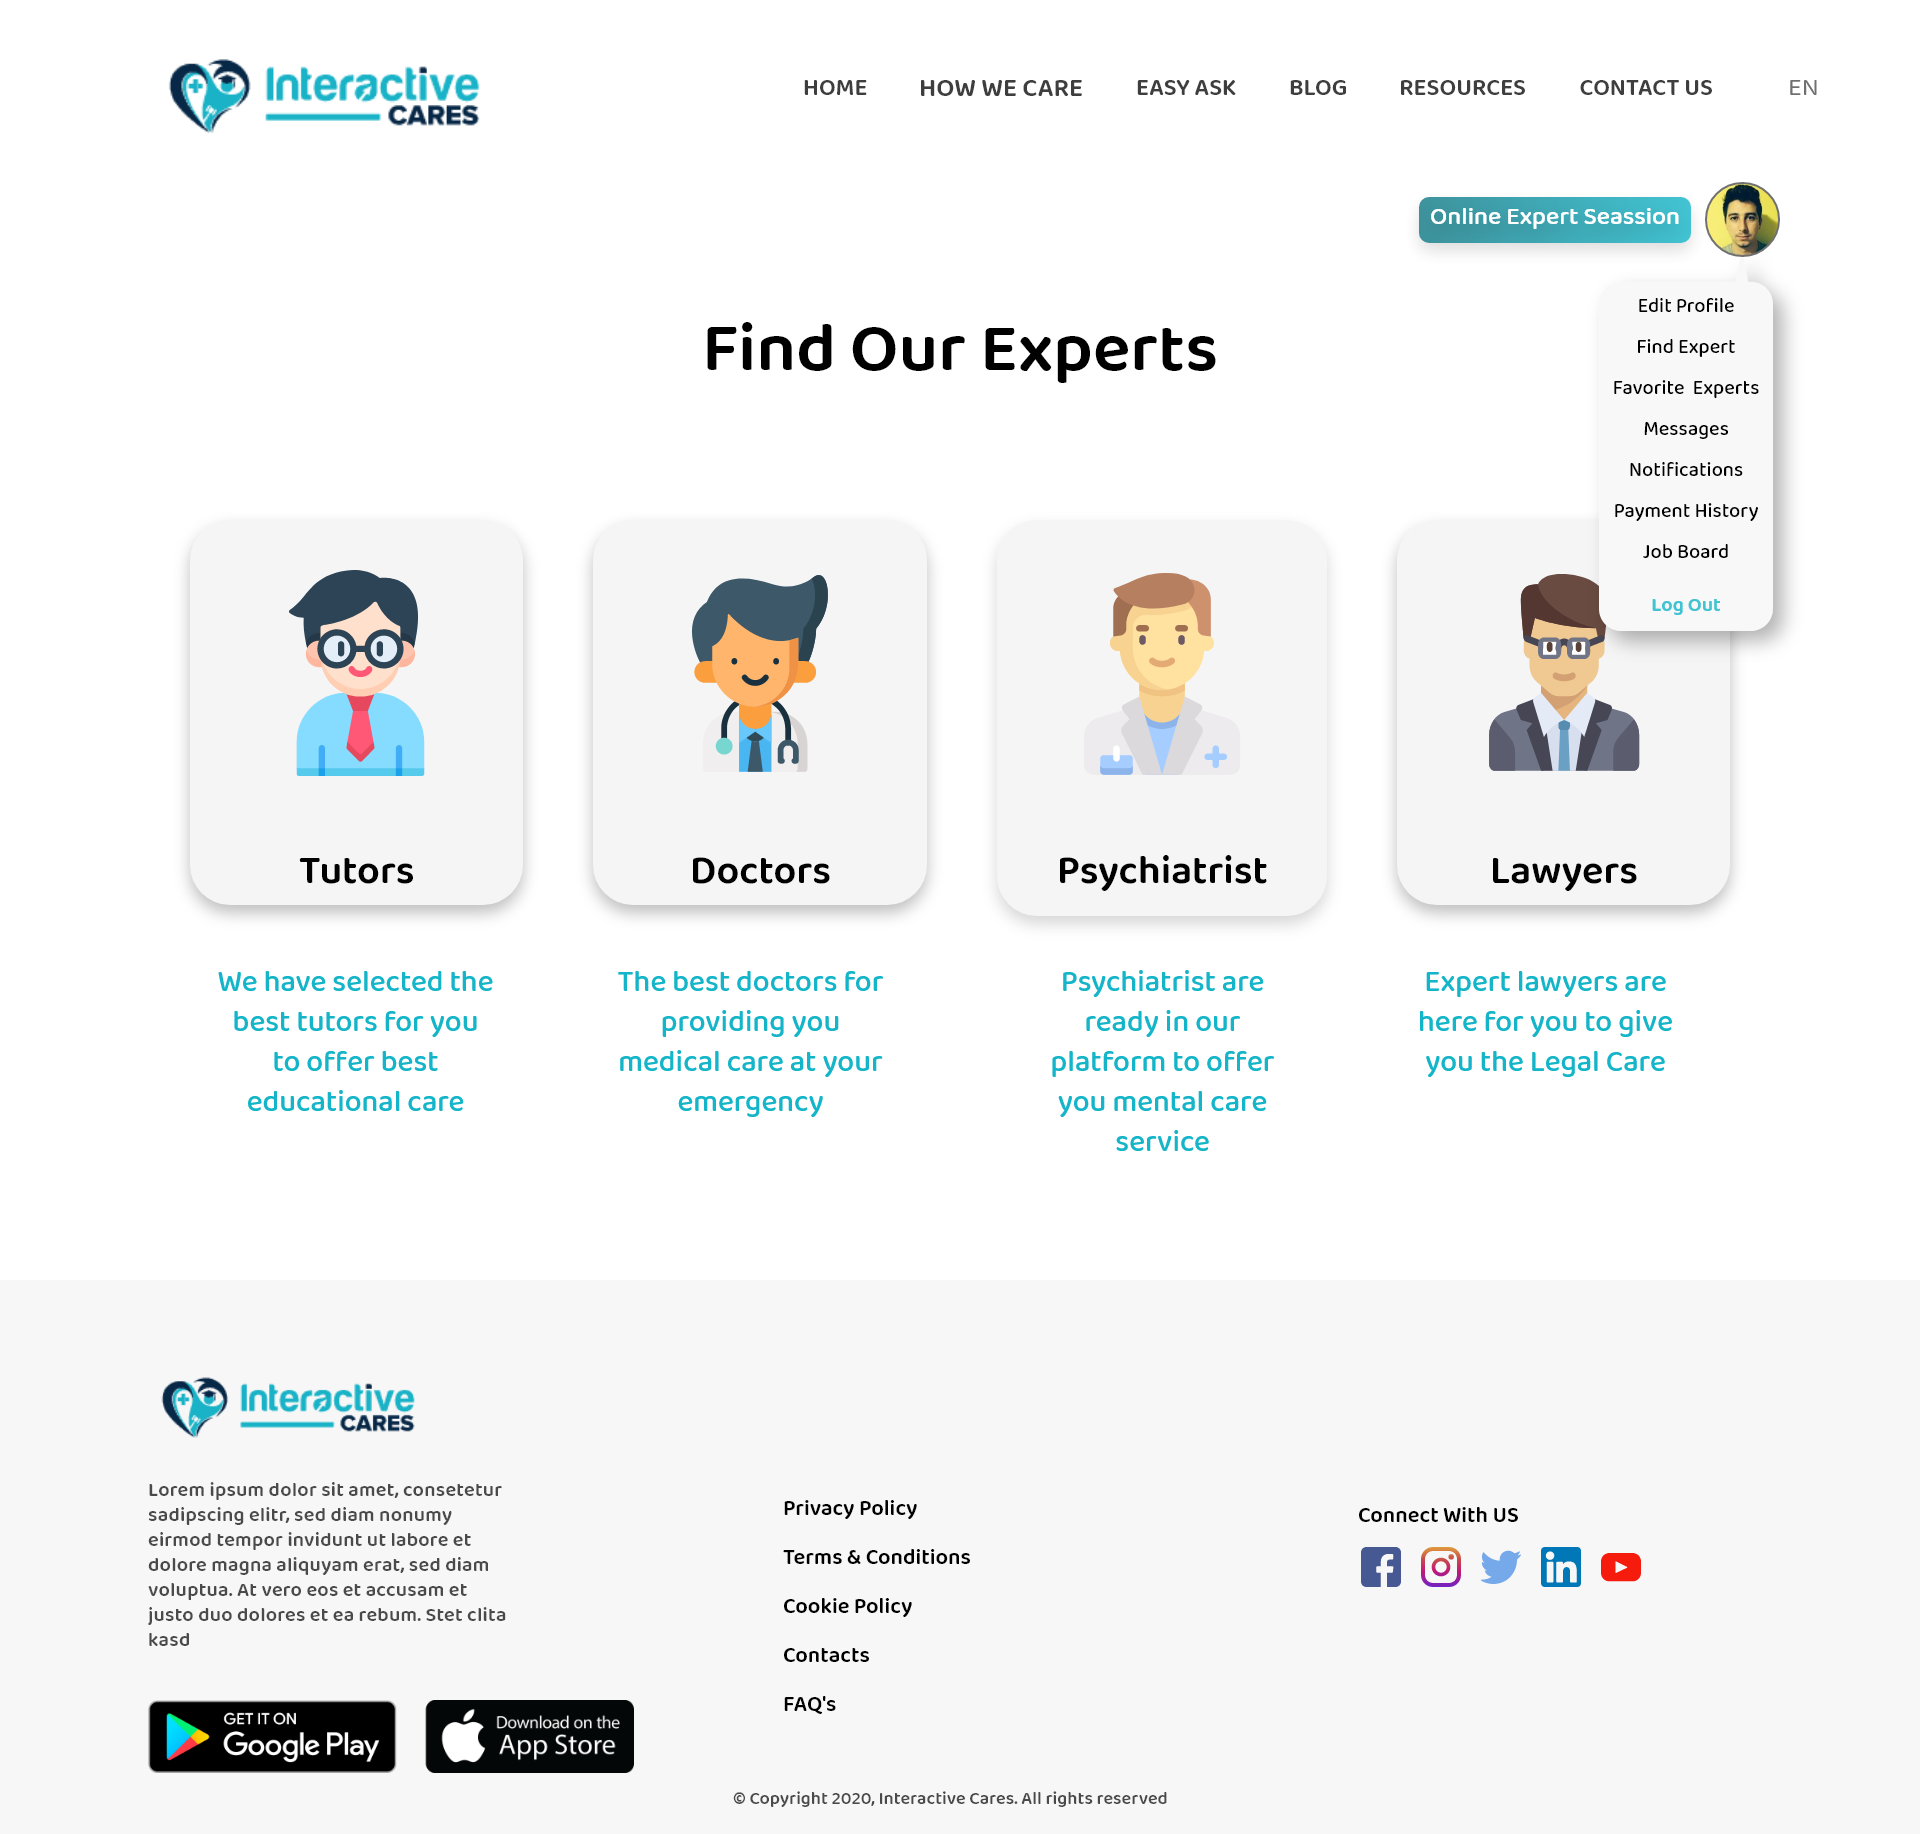 Interactive
CARES
HOME HOW WE CARE EASY ASK BLOG RESOURCES CONTACT US EN
Online Expert Seassion
Edit Profile
Find Expert
Favorite Experts
Messages
Notifications
Payment History
Job Board
Log Out
Find Our Experts
Tutors
Doctors
Psychiatrist
Lawyers
We have selected the
best tutors for you
to offer best
educational care
The best doctors for
providing you
medical care at your
emergency
Psychiatrist are
ready in our
platform to offer
you mental care
service
Expert lawyers are
here for you to give
you the Legal Care
Interactive
CARES
Lorem ipsum dolor sit amet, consetetur
sadipscing elitr, sed diam nonumy
eirmod tempor invidunt ut labore et
dolore magna aliquyam erat, sed diam
voluptua. At vero eos et accusam et
justo duo dolores et ea rebum. Stet clita
kasd
GET IT ON
Google Play
Download on the
App Store
Privacy Policy
Terms & Conditions
Cookie Policy
Contacts
FAQ's
Connect With US
© Copyright 2020, Interactive Cares. All rights reserved